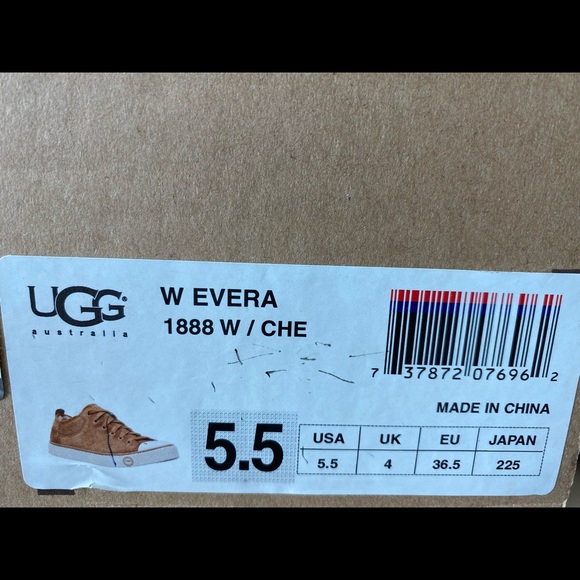 UGG®
australia
W EVERA
1888 W / CHE
7 37872 07696 2
MADE IN CHINA
5.5
USA UK EU JAPAN
5.5 4 36.5 225